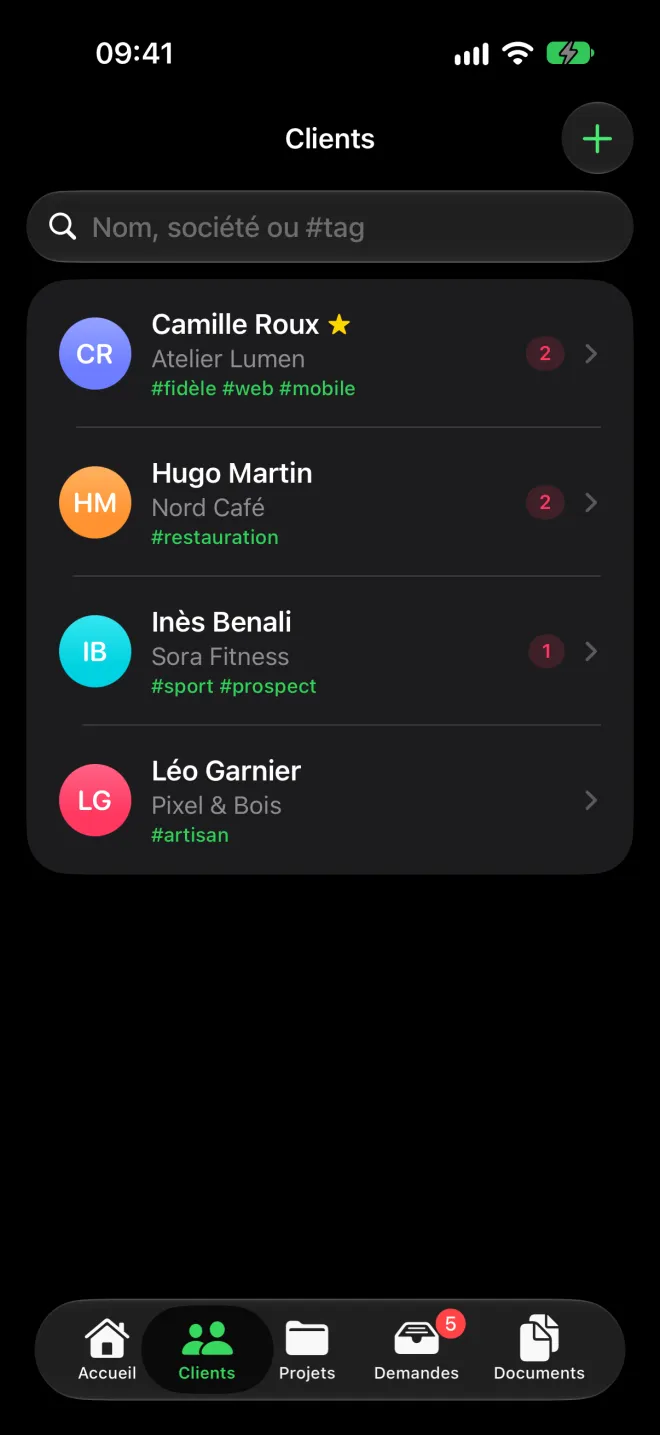 09:41
Clients
Nom, société ou #tag
CR
Camille Roux
Atelier Lumen
#fidèle #web #mobile
2
HM
Hugo Martin
Nord Café
#restauration
2
IB
Inès Benali
Sora Fitness
#sport #prospect
1
LG
Léo Garnier
Pixel & Bois
#artisan
5
Accueil Clients Projets Demandes Documents